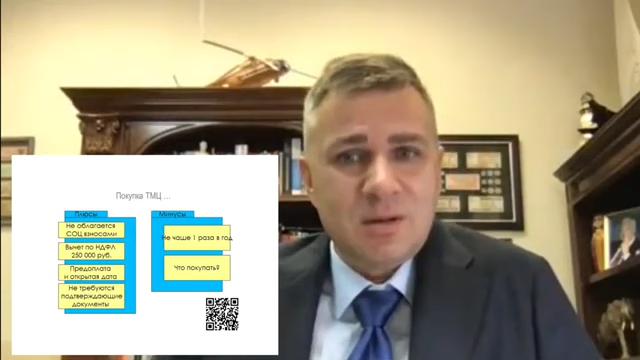 Покупка ТМЦ ...
Плюсы
Не облагается
СОЦ взносами
Вычет по НДФЛ
250 000 руб.
Предоплата
и открытая дата
Не требуются
подтверждающие
документы
Минусы
Не чаше 1 раза в год
Что покупать?